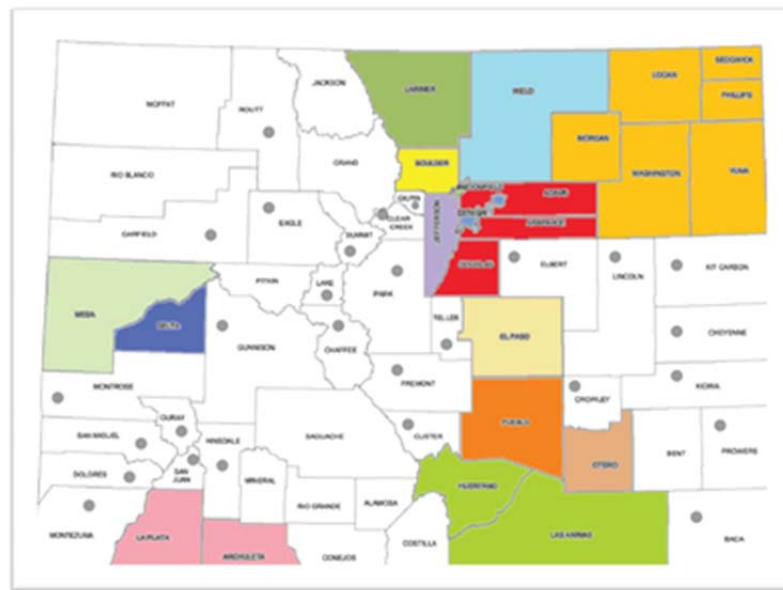 SEDGWICK
LOGAN
JACKSON
LARIMER
WELD
PHILLIPS
MOFFAT
ROUTT
MORGAN
GRAND
BOULDER
WASHINGTON
YUMA
RIO BLANCO
BROOMFIELD
ADAMS
GILPIN
DENVER
CLEAR
CREEK
JEFFERSON
ARAPAHOE
EAGLE
GARFIELD
SUMMIT
DOUGLAS
ELBERT
LINCOLN
KIT CARSON
PITKIN
LAKE
PARK
MESA
TELLER
DELTA
EL PASO
CHEYENNE
GUNNISON
CHAFFEE
FREMONT
MONTROSE
KIOWA
CROWLEY
OURAY
CUSTER
PUEBLO
SAN MIGUEL
HINSDALE
SAGUACHE
BENT
PROWERS
OTERO
DOLORES
SAN
JUAN
MINERAL
HUERFANO
RIO GRANDE
ALAMOSA
MONTEZUMA
LA PLATA
LAS ANIMAS
BACA
COSTILLA
ARCHULETA
CONEJOS